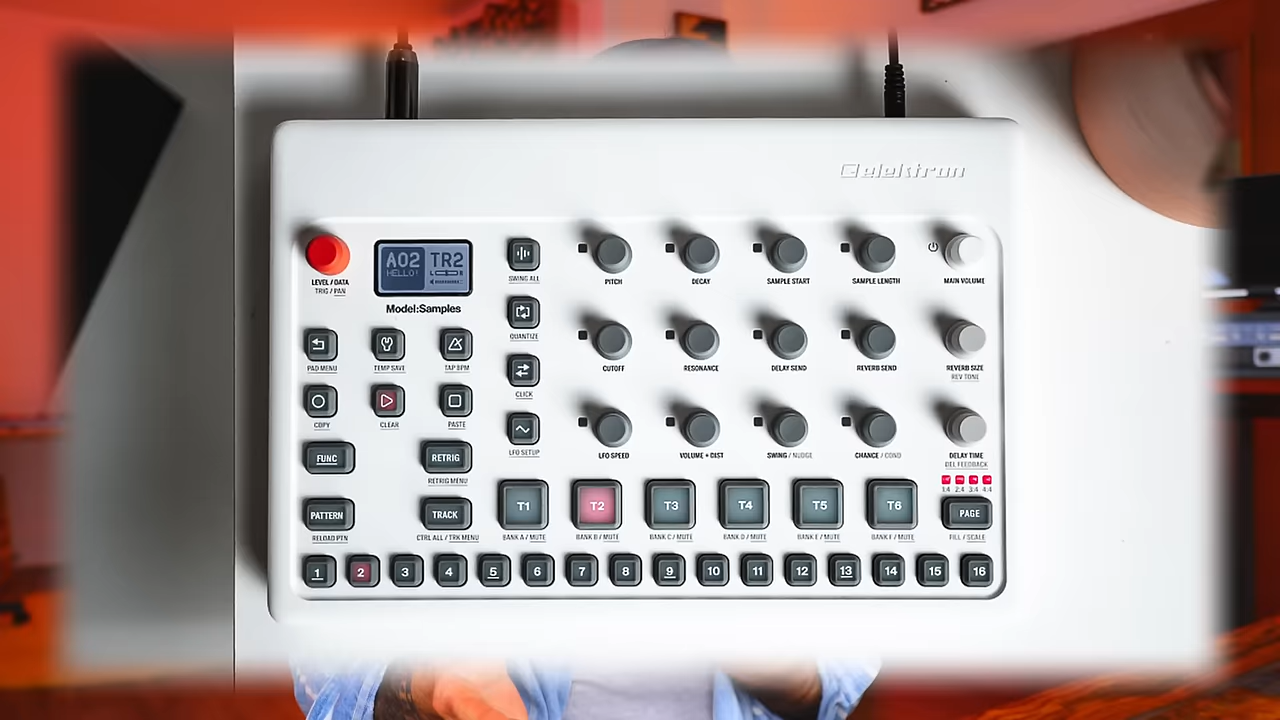 elektron
A02 TR2
HELLO!
LEVEL / DATA
TRIG / PAN
Model:Samples
SWING ALL
PITCH
DECAY
SAMPLE START
SAMPLE LENGTH
MAIN VOLUME
QUANTIZE
PAD MENU
TEMP SAVE
TAP BPM
CUTOFF
RESONANCE
DELAY SEND
REVERB SEND
REVERB SIZE
REV TONE
CLICK
COPY
CLEAR
PASTE
LFO SETUP
LFO SPEED
VOLUME + DIST
SWING / NUDGE
CHANCE / COND
DELAY TIME
DEL FEEDBACK
FUNC
RETRIG
RETRIG MENU
1.4 2.4 3.4 4.4
PATTERN
RELOAD PTN
TRACK
CTRL ALL / TRK MENU
T1
T2
T3
T4
T5
T6
PAGE
BANK A / MUTE
BANK B / MUTE
BANK C / MUTE
BANK D / MUTE
BANK E / MUTE
BANK F / MUTE
FILL / SCALE
1 2 3 4 5 6 7 8 9 10 11 12 13 14 15 16